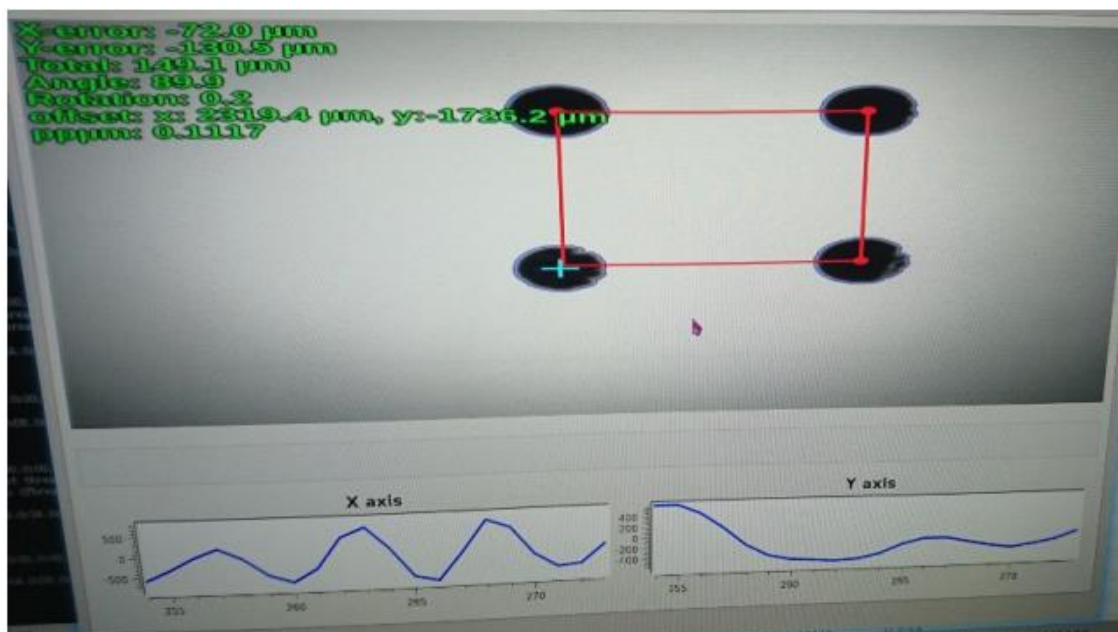 X-error: -72.0 µm
Y-error: -130.5 µm
Total: 149.1 µm
Angle: 89.9
Rotation: 0.2
offset: x: 2319.4 µm, y:-1726.2 µm
ppµm: 0.1117
X axis
Y axis
500
0
-500
260
265
270
400
200
0
-200